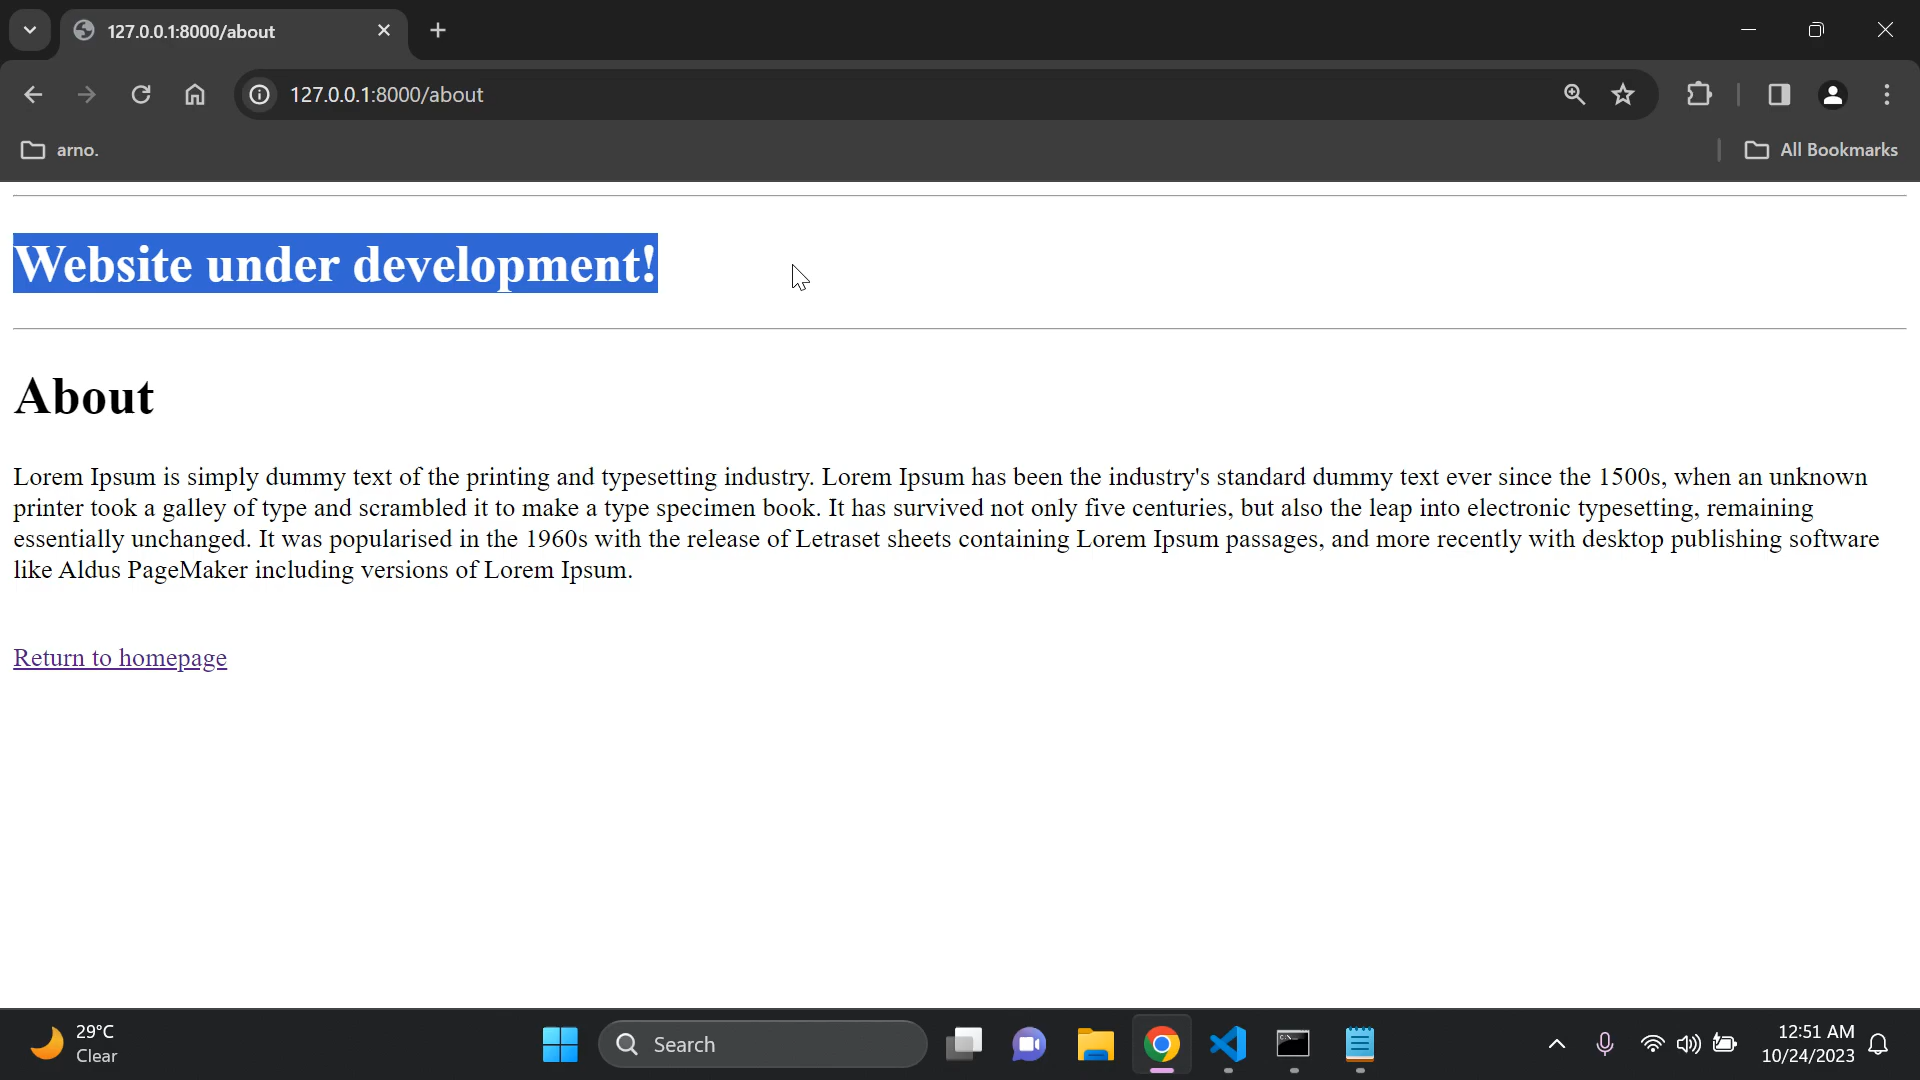 127.0.0.1:8000/about
127.0.0.1:8000/about
arno.
All Bookmarks
Website under development!
About
Lorem Ipsum is simply dummy text of the printing and typesetting industry. Lorem Ipsum has been the industry's standard dummy text ever since the 1500s, when an unknown
printer took a galley of type and scrambled it to make a type specimen book. It has survived not only five centuries, but also the leap into electronic typesetting, remaining
essentially unchanged. It was popularised in the 1960s with the release of Letraset sheets containing Lorem Ipsum passages, and more recently with desktop publishing software
like Aldus PageMaker including versions of Lorem Ipsum.
Return to homepage
29°C
Clear
Search
12:51 AM
10/24/2023